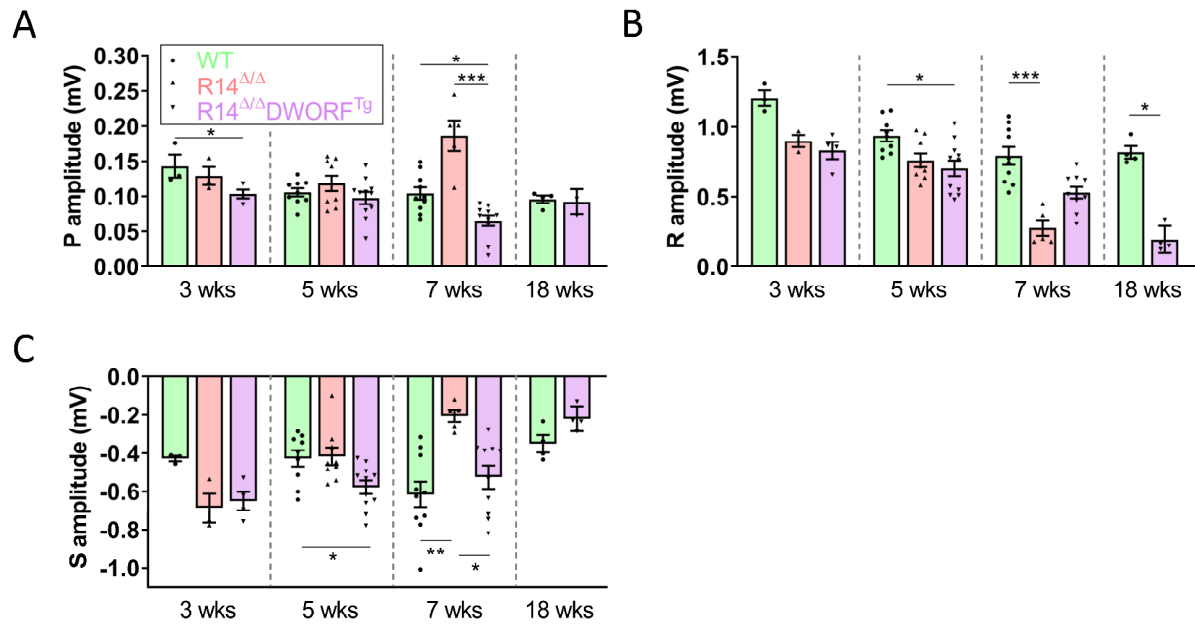 A
P amplitude (mV)
0.30
0.25
0.20
0.15
0.10
0.05
0.00
WT
R14Δ/Δ
R14Δ/ΔDWORFTg
*
*
***
3 wks
5 wks
7 wks
18 wks
B
R amplitude (mV)
1.5
1.0
0.5
0.0
*
***
*
3 wks
5 wks
7 wks
18 wks
C
S amplitude (mV)
0.0
-0.2
-0.4
-0.6
-0.8
-1.0
*
**
*
3 wks
5 wks
7 wks
18 wks